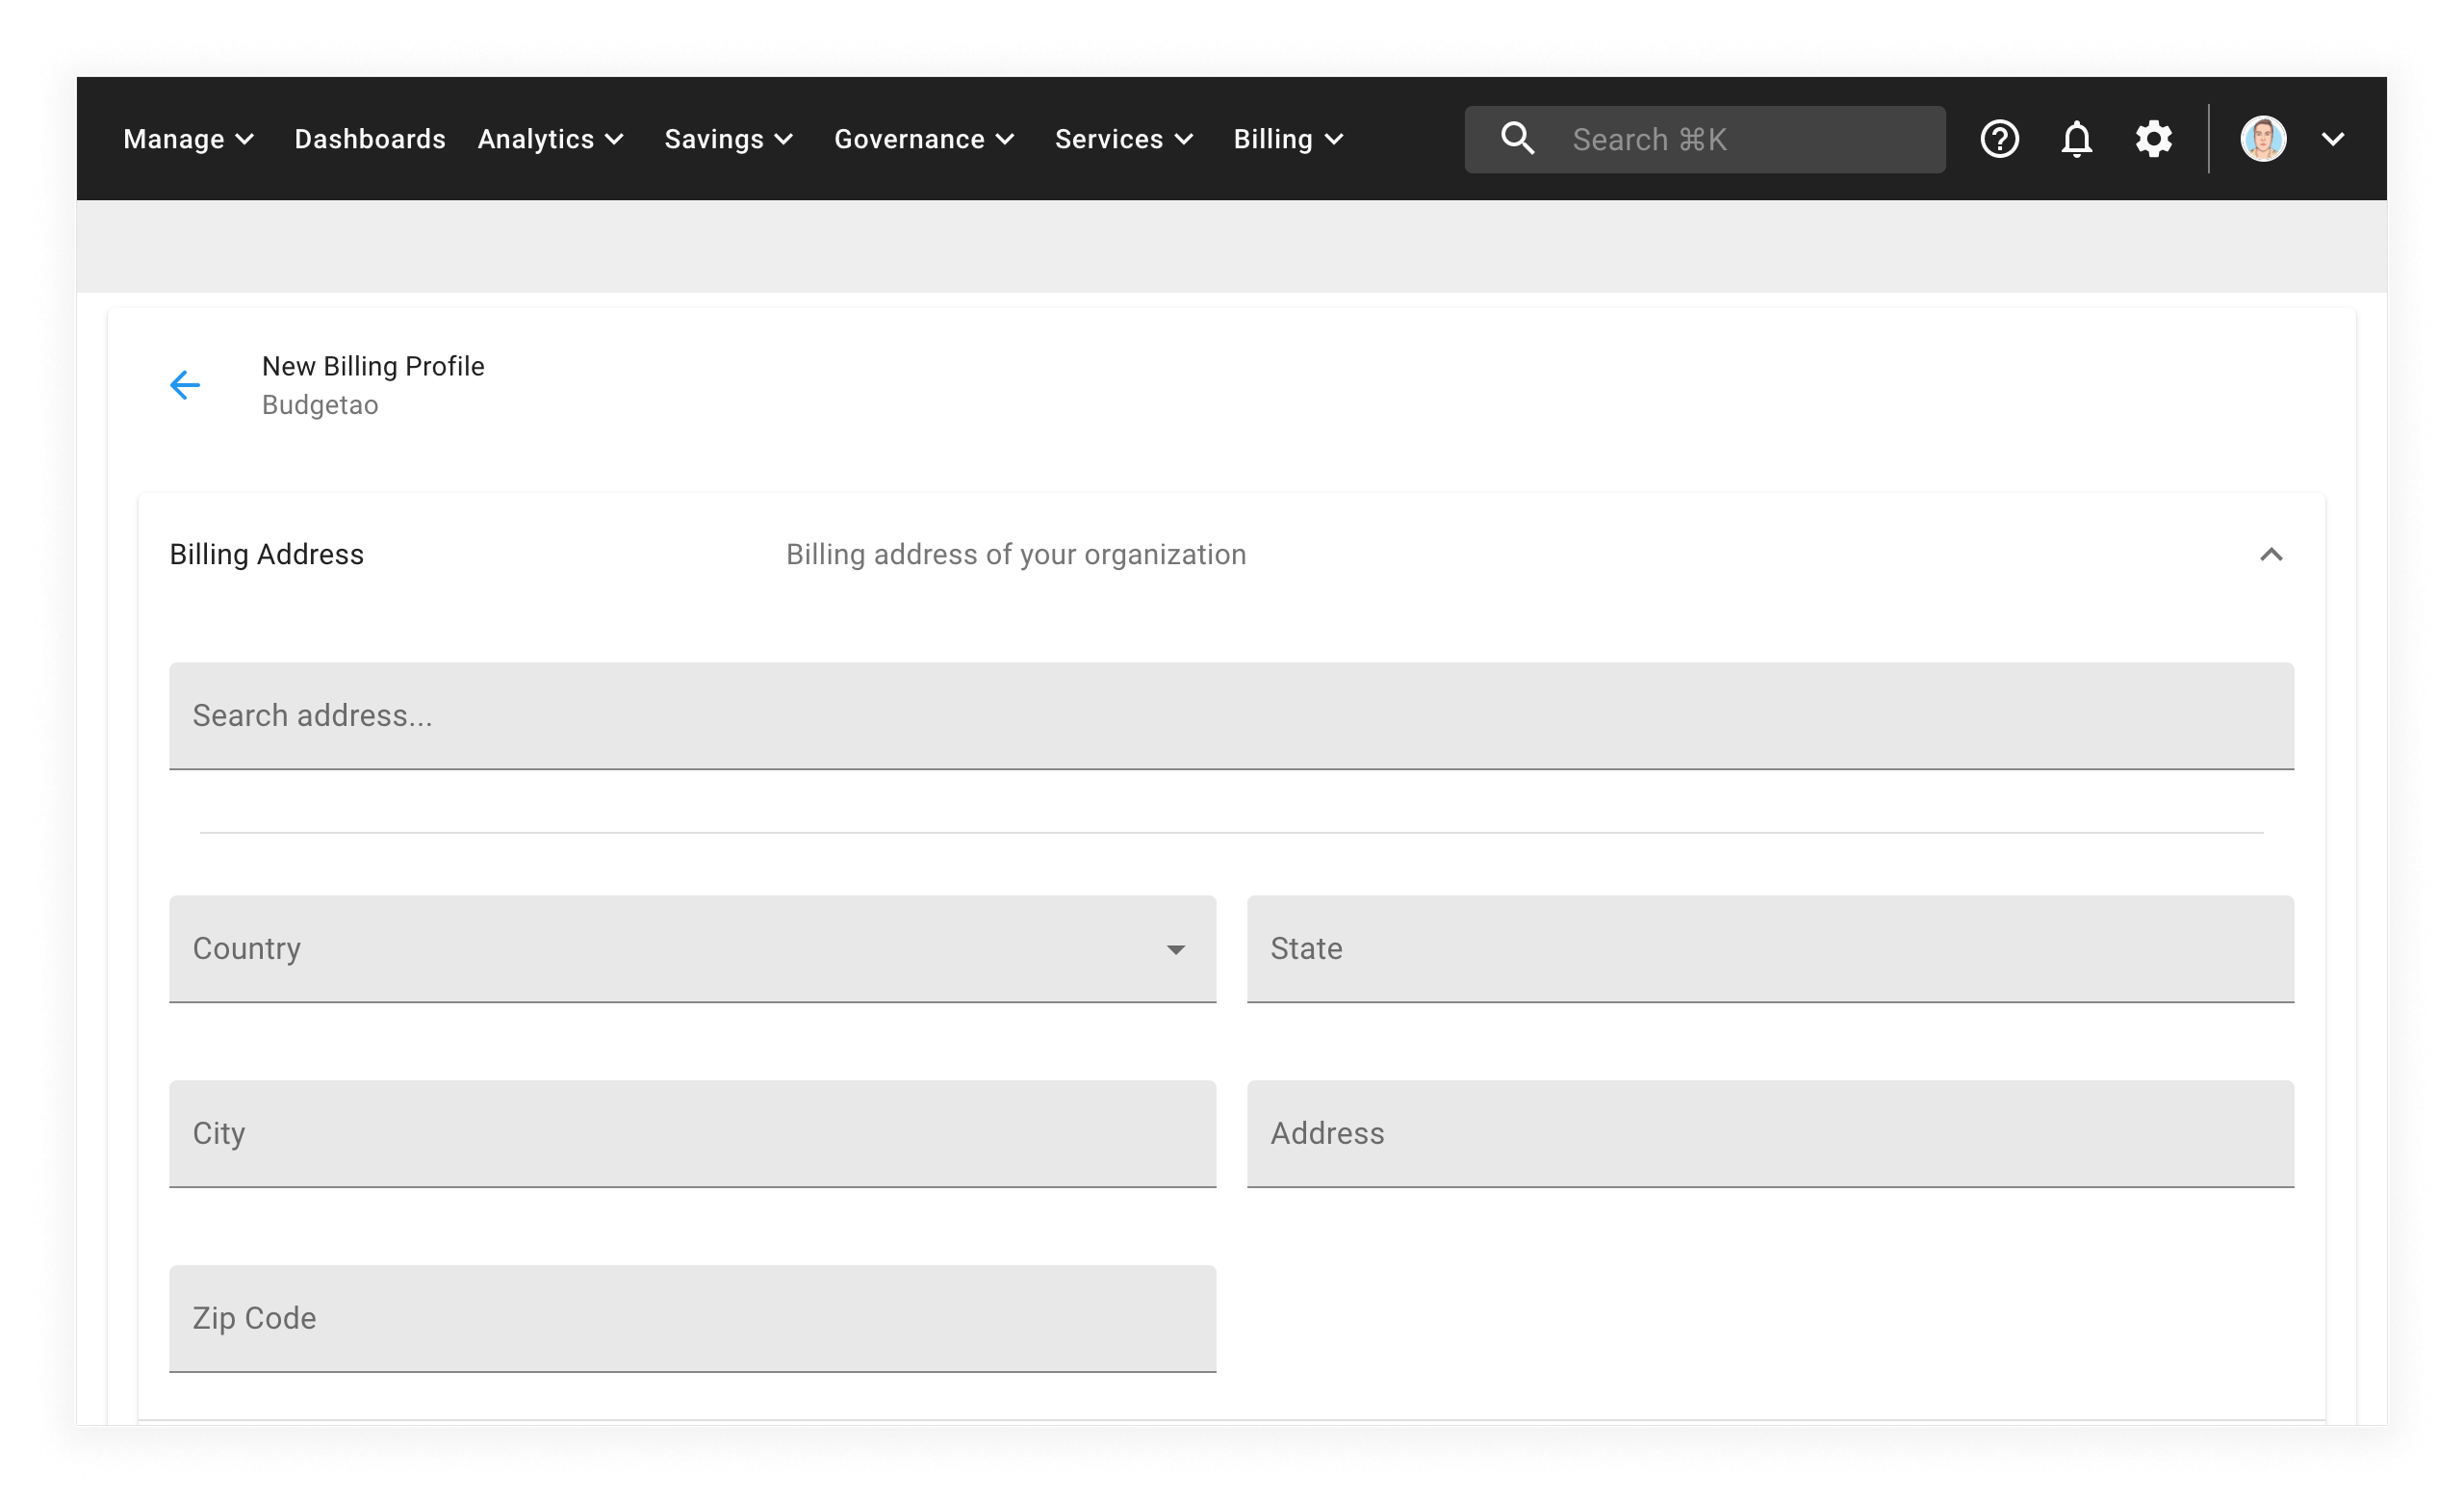 Manage Dashboards Analytics Savings Governance Services Billing Search ⌘K
New Billing Profile
Budgetao
Billing Address Billing address of your organization
Search address...
Country State
City Address
Zip Code